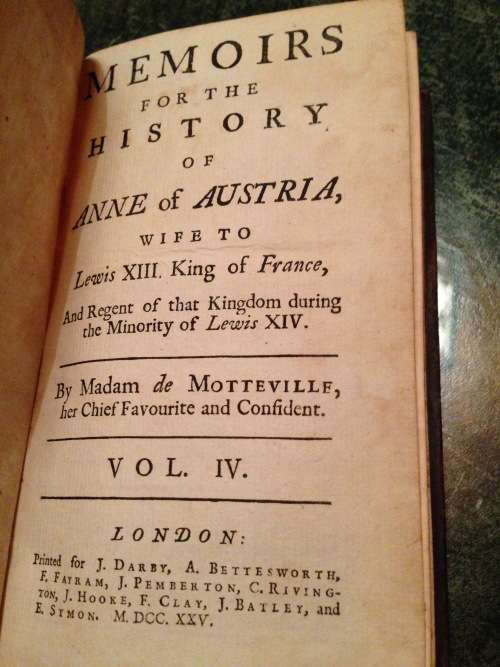 MEMOIRS
FOR THE
HISTORY
OF
ANNE of AUSTRIA,
WIFE TO
Lewis XIII. King of France,
And Regent of that Kingdom during
the Minority of Lewis XIV.
By Madam de MOTTEVILLE,
her Chief Favourite and Confident.
VOL. IV.
LONDON:
Printed for J. DARBY, A. BETTESWORTH,
F. FAYRAM, J. PEMBERTON, C. RIVING-
TON, J. HOOKE, F. CLAY, J. BATLEY, and
E. SYMON. M. DCC. XXV.